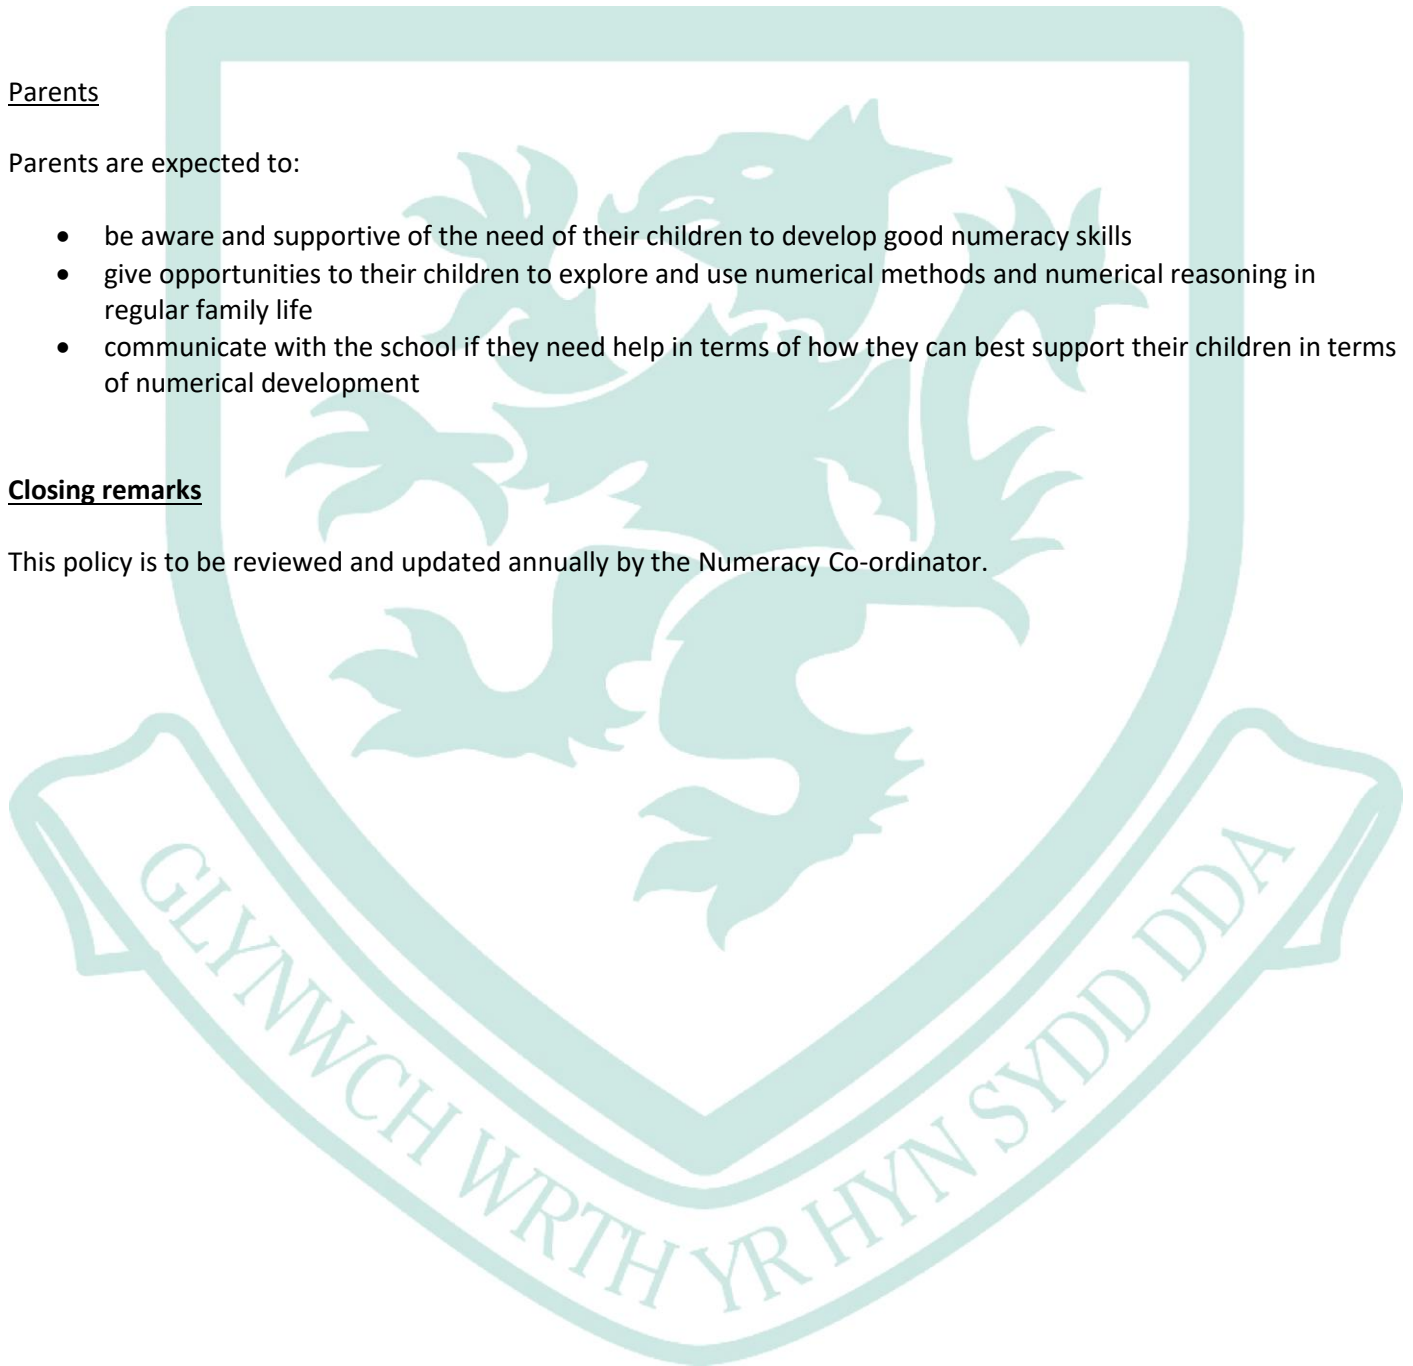 Parents
Parents are expected to:
• be aware and supportive of the need of their children to develop good numeracy skills
• give opportunities to their children to explore and use numerical methods and numerical reasoning in
regular family life
• communicate with the school if they need help in terms of how they can best support their children in terms
of numerical development
Closing remarks
This policy is to be reviewed and updated annually by the Numeracy Co-ordinator.
GLYNWCH WRTH YR HYN SYDD DDA